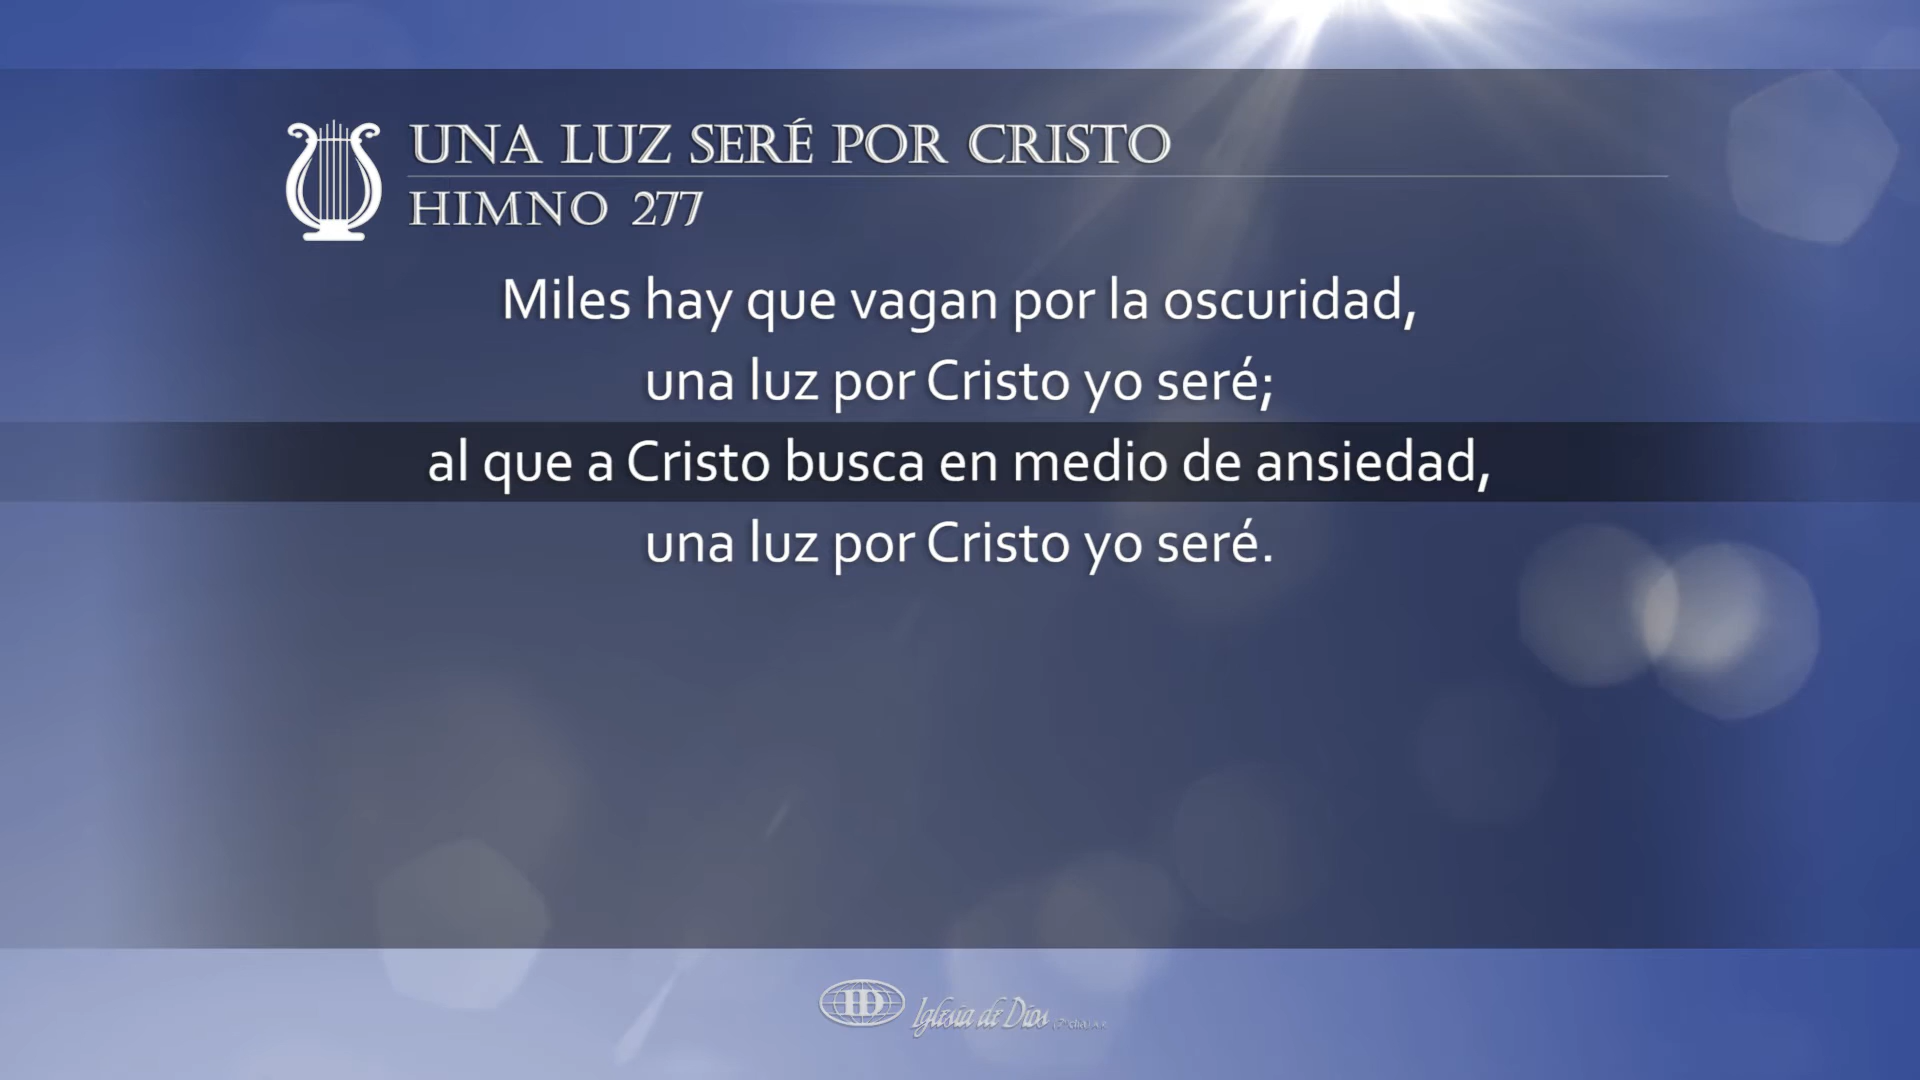 UNA LUZ SERÉ POR CRISTO
HIMNO 277
Miles hay que vagan por la oscuridad,
una luz por Cristo yo seré;
al que a Cristo busca en medio de ansiedad,
una luz por Cristo yo seré.
ID Iglesia de Dios